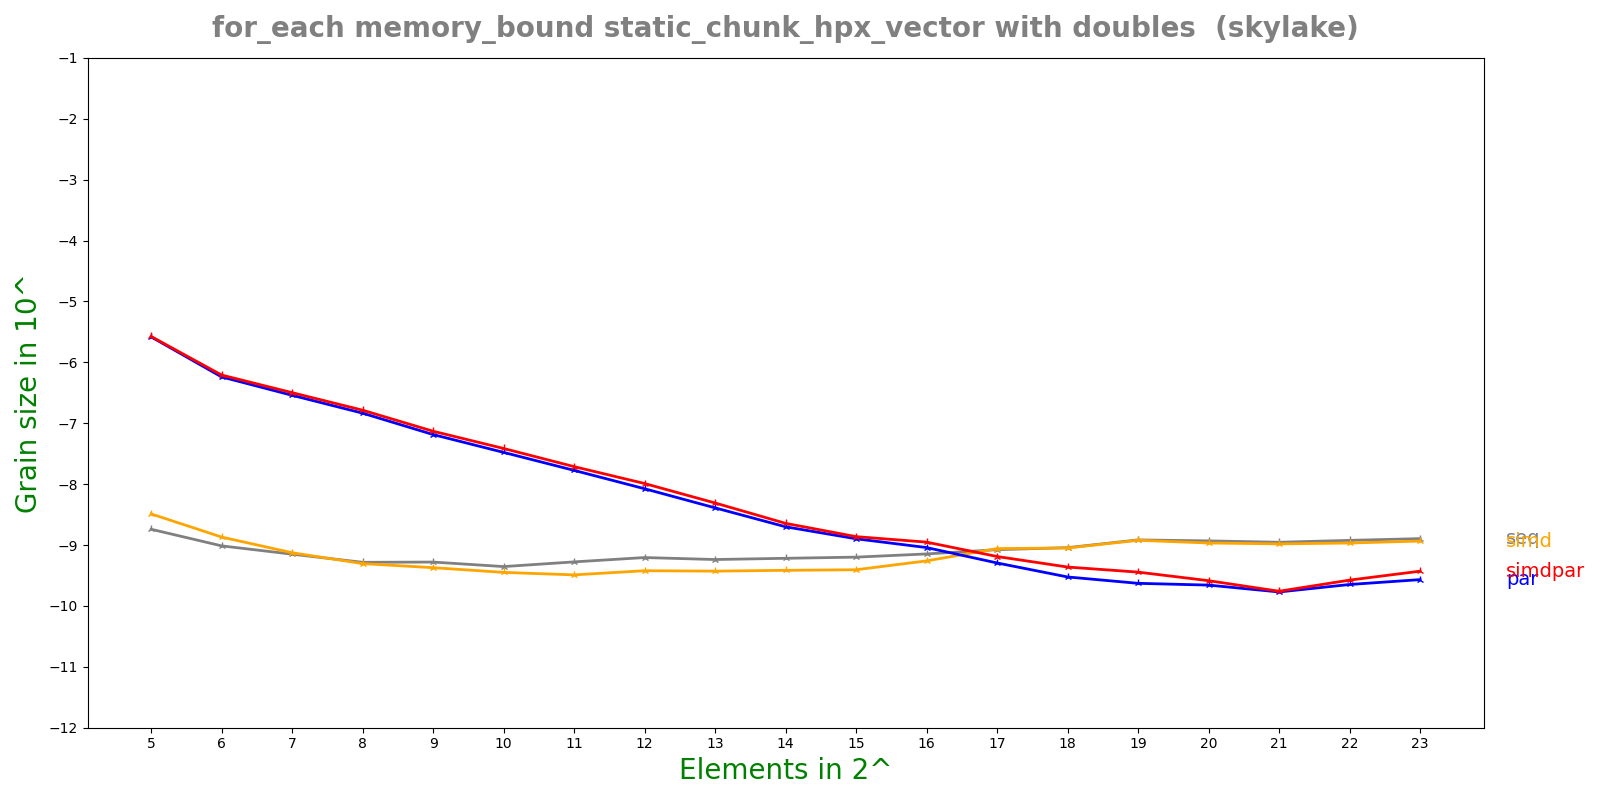 for_each memory_bound static_chunk_hpx_vector with doubles  (skylake)
Grain size in 10^
−1
−2
−3
−4
−5
−6
−7
−8
−9
−10
−11
−12
seq
simd
simdpar
par
5 6 7 8 9 10 11 12 13 14 15 16 17 18 19 20 21 22 23
Elements in 2^